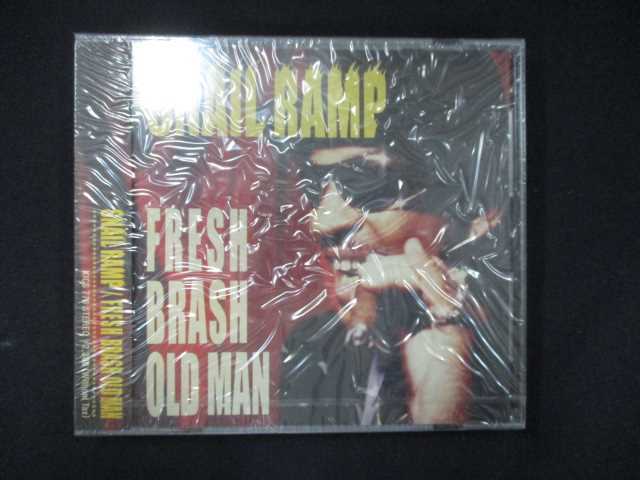 SNAIL RAMP
FRESH
BRASH
OLD MAN
SNAIL RAMP / FRESH BRASH OLD MAN